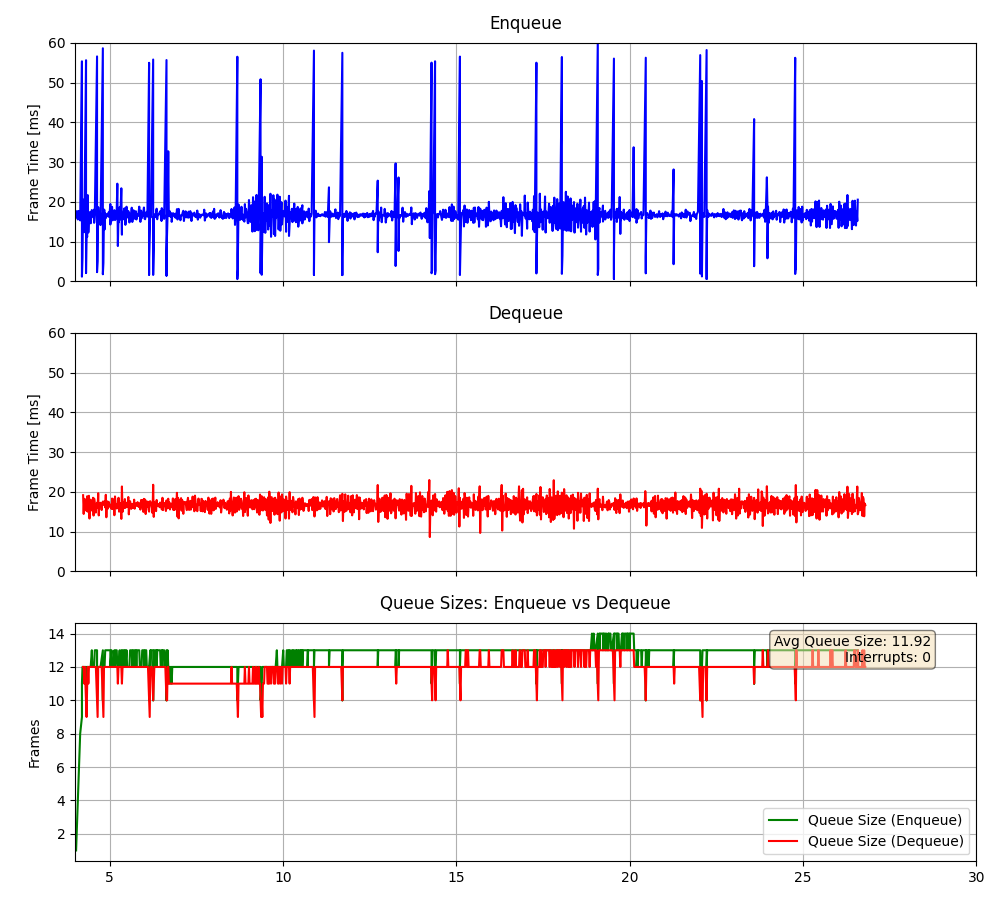 Enqueue
60
50
40
30
20
10
0
Frame Time [ms]
Dequeue
60
50
40
30
20
10
0
Frame Time [ms]
Queue Sizes: Enqueue vs Dequeue
14
12
10
8
6
4
2
Frames
Avg Queue Size: 11.92
Interrupts: 0
Queue Size (Enqueue)
Queue Size (Dequeue)
5
10
15
20
25
30